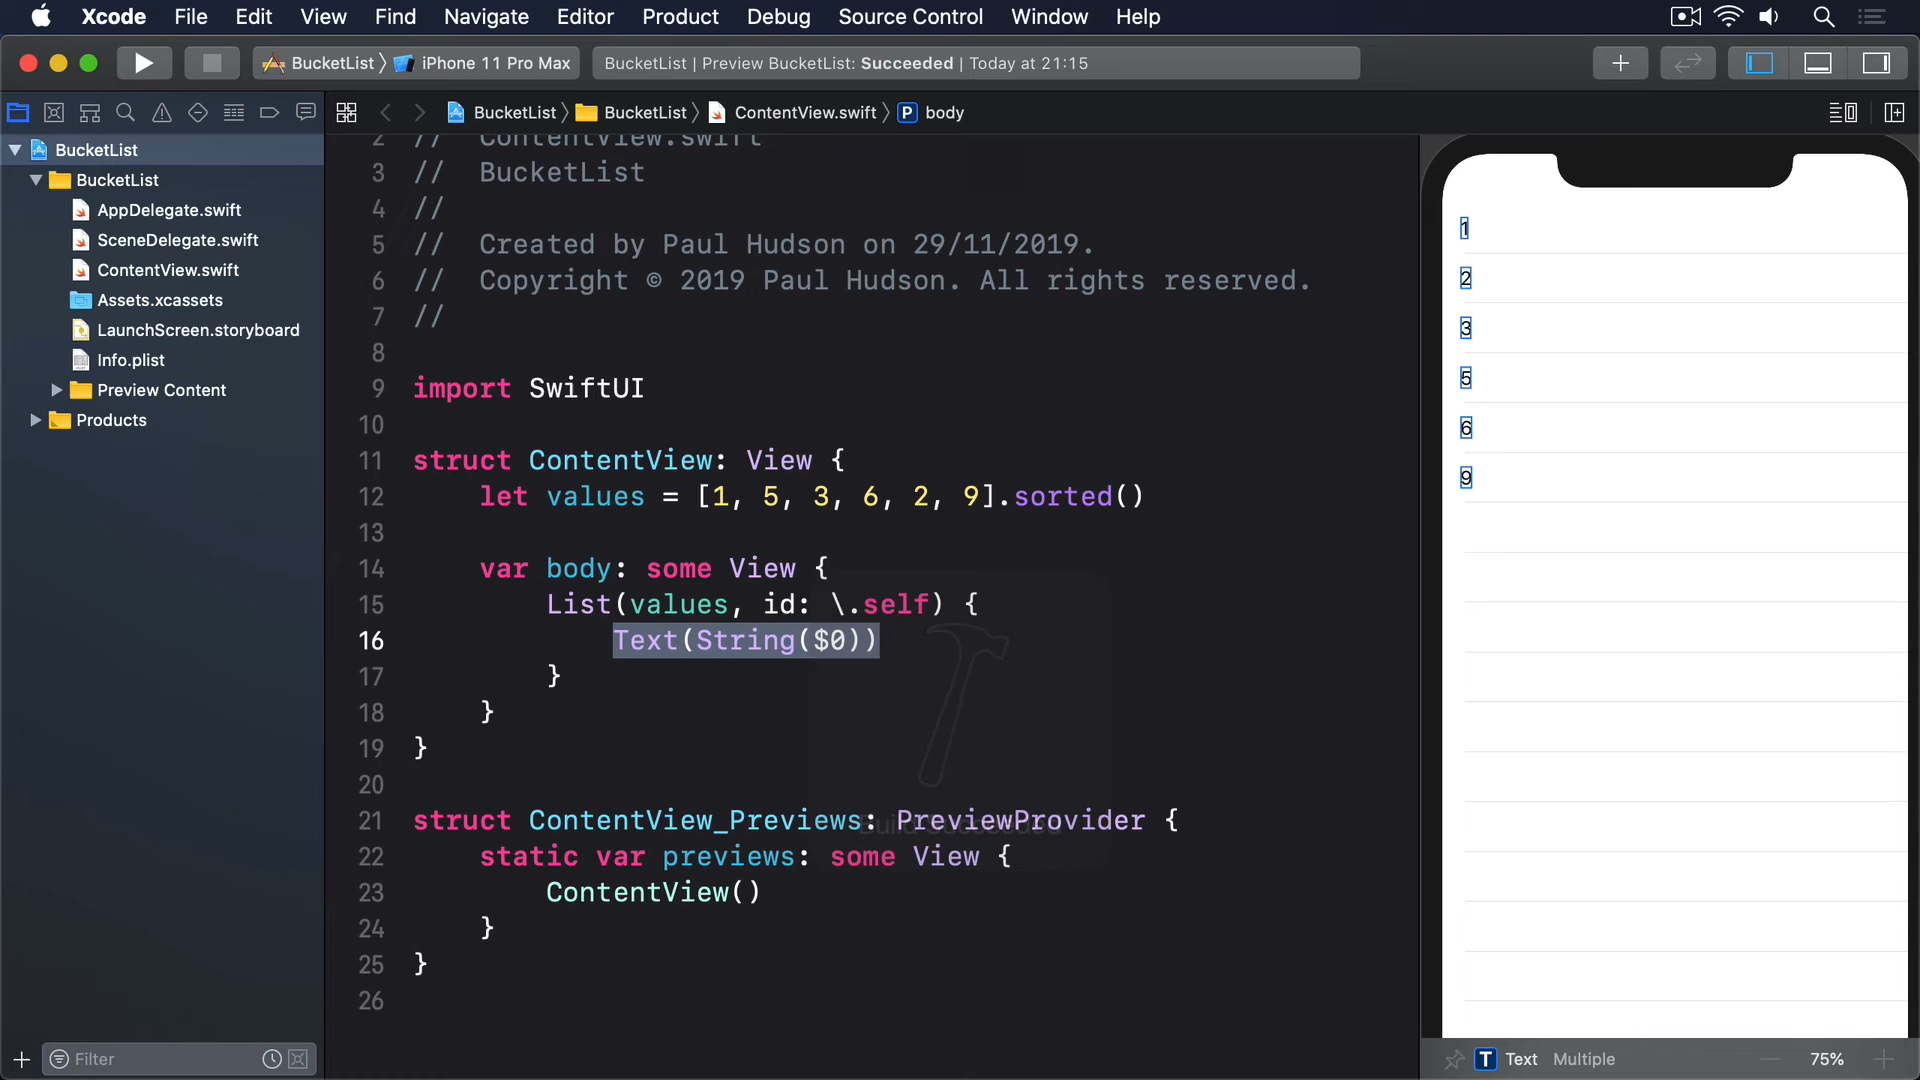 Xcode File Edit View Find Navigate Editor Product Debug Source Control Window Help
BucketList iPhone 11 Pro Max
BucketList | Preview BucketList: Succeeded | Today at 21:15
BucketList BucketList ContentView.swift P body
BucketList
BucketList
AppDelegate.swift
SceneDelegate.swift
ContentView.swift
Assets.xcassets
LaunchScreen.storyboard
Info.plist
Preview Content
Products
Filter
2 // ContentView.swift
3 // BucketList
4 //
5 // Created by Paul Hudson on 29/11/2019.
6 // Copyright © 2019 Paul Hudson. All rights reserved.
7 //
8
9 import SwiftUI
10
11 struct ContentView: View {
12 let values = [1, 5, 3, 6, 2, 9].sorted()
13
14 var body: some View {
15 List(values, id: \.self) {
16 Text(String($0))
17 }
18 }
19 }
20
21 struct ContentView_Previews: PreviewProvider {
22 static var previews: some View {
23 ContentView()
24 }
25 }
26
Build Succeeded
1
2
3
5
6
9
T Text Multiple 75%